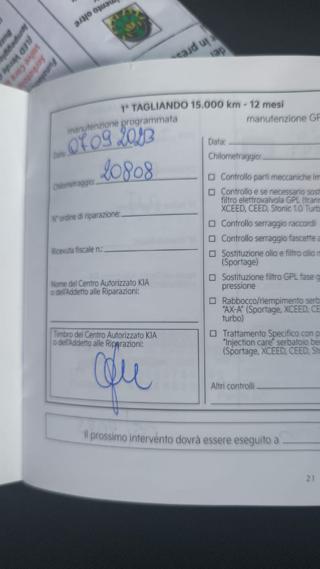 1° TAGLIANDO 15.000 km - 12 mesi
manutenzione programmata
Data: 07 09 2023
Chilometraggio: 20808
N° ordine di riparazione:
Ricevuta fiscale n.:
Nome del Centro Autorizzato KIA
o dell'Addetto alle Riparazioni:
Timbro del Centro Autorizzato KIA
o dell'Addetto alle Riparazioni:
manutenzione GP
Data:
Chilometraggio:
Controllo parti meccaniche im
Controllo e se necessario sost
filtro elettrovalvola GPL (tran
XCEED, CEED, Stonic 1.0 Turb
Controllo serraggio raccordi
Controllo serraggio fascette a
Sostituzione olio e filtro olio m
(Sportage)
Sostituzione filtro GPL fase g
pressione
Rabbocco/riempimento serb
"AX-A" (Sportage, XCEED, CE
turbo)
Trattamento Specifico con p
"Injection care" serbatoio be
(Sportage, XCEED, CEED, St
Altri controlli
Il prossimo intervento dovrà essere eseguito a
21